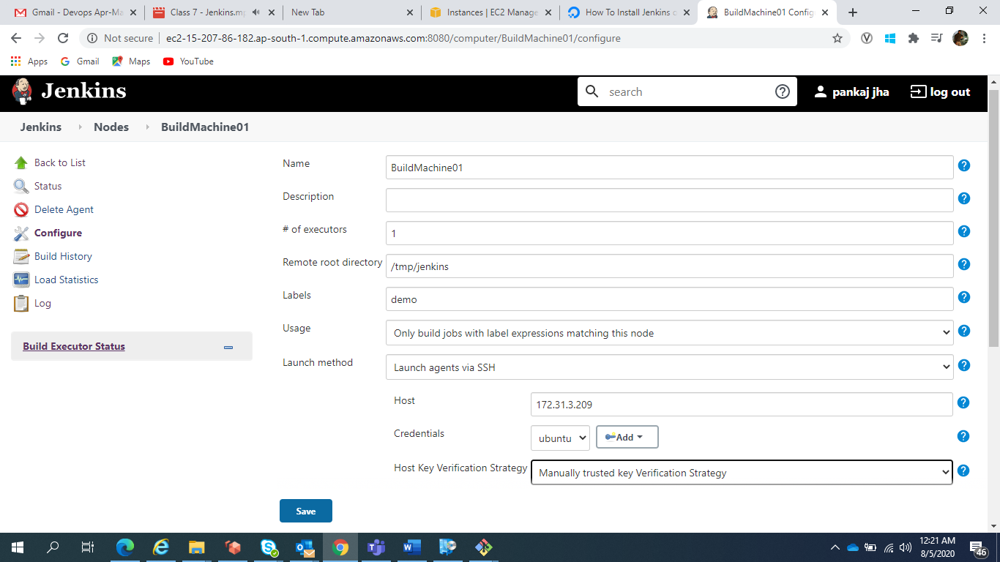 Gmail - Devops Apr-Ma
Class 7 - Jenkins.mp
New Tab
Instances | EC2 Manage
How To Install Jenkins o
BuildMachine01 Config
Not secure
ec2-15-207-86-182.ap-south-1.compute.amazonaws.com:8080/computer/BuildMachine01/configure
Apps
Gmail
Maps
YouTube
Jenkins
search
pankaj jha
log out
Jenkins
Nodes
BuildMachine01
Back to List
Status
Delete Agent
Configure
Build History
Load Statistics
Log
Build Executor Status
Name
BuildMachine01
Description
# of executors
1
Remote root directory
/tmp/jenkins
Labels
demo
Usage
Only build jobs with label expressions matching this node
Launch method
Launch agents via SSH
Host
172.31.3.209
Credentials
ubuntu
Add
Host Key Verification Strategy
Manually trusted key Verification Strategy
Save
12:21 AM
8/5/2020
46